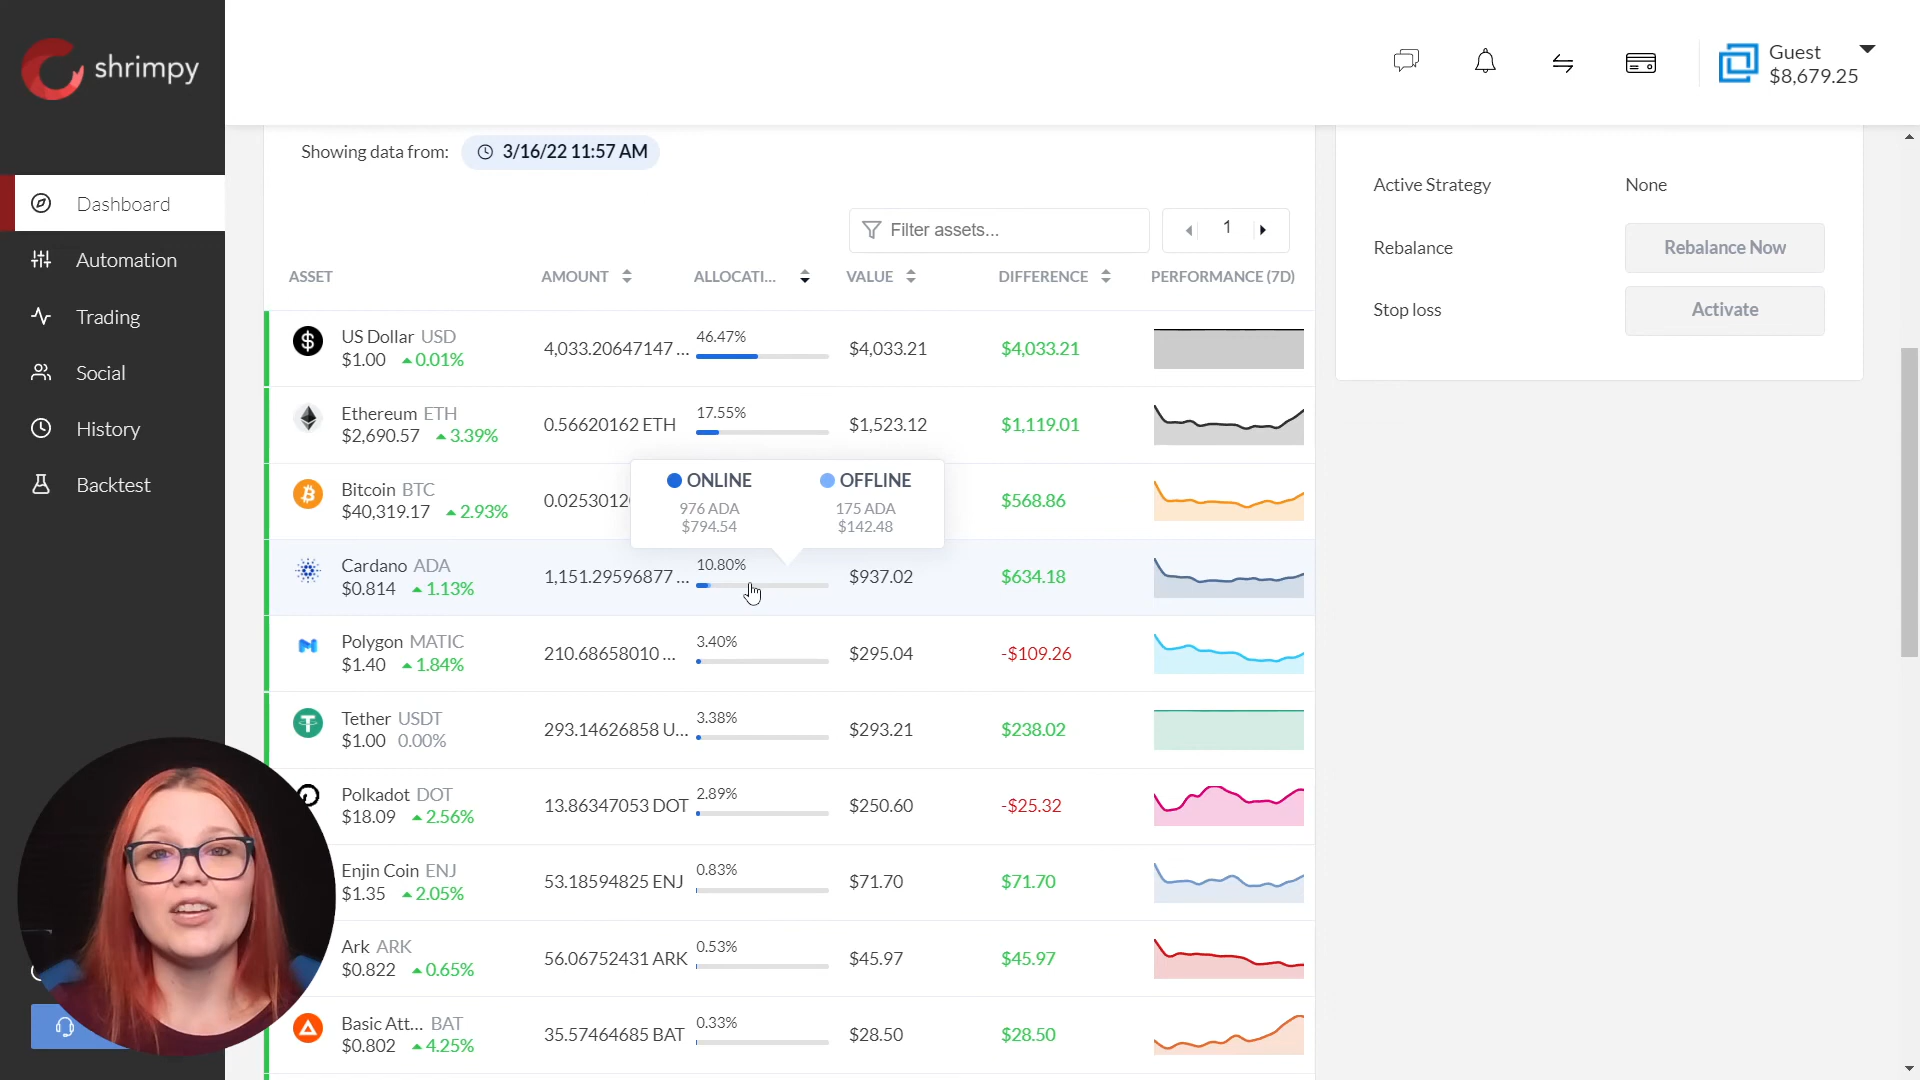 shrimpy
Guest
$8,679.25
Dashboard
Automation
Trading
Social
History
Backtest
Showing data from: 3/16/22 11:57 AM
Filter assets...
1
ASSET AMOUNT ALLOCATI... VALUE DIFFERENCE PERFORMANCE (7D)
US Dollar USD
$1.00 0.01%
4,033.20647147 ... 46.47% $4,033.21 $4,033.21
Ethereum ETH
$2,690.57 3.39%
0.56620162 ETH 17.55% $1,523.12 $1,119.01
Bitcoin BTC
$40,319.17 2.93%
$568.86
ONLINE OFFLINE
976 ADA 175 ADA
$794.54 $142.48
Cardano ADA
$0.814 1.13%
1,151.29596877 ... 10.80% $937.02 $634.18
Polygon MATIC
$1.40 1.84%
210.68658010 ... 3.40% $295.04 -$109.26
Tether USDT
$1.00 0.00%
293.14626858 U... 3.38% $293.21 $238.02
Polkadot DOT
$18.09 2.56%
13.86347053 DOT 2.89% $250.60 -$25.32
Enjin Coin ENJ
$1.35 2.05%
53.18594825 ENJ 0.83% $71.70 $71.70
Ark ARK
$0.822 0.65%
56.06752431 ARK 0.53% $45.97 $45.97
Basic Att... BAT
$0.802 4.25%
35.57464685 BAT 0.33% $28.50 $28.50
Active Strategy None
Rebalance Rebalance Now
Stop loss Activate